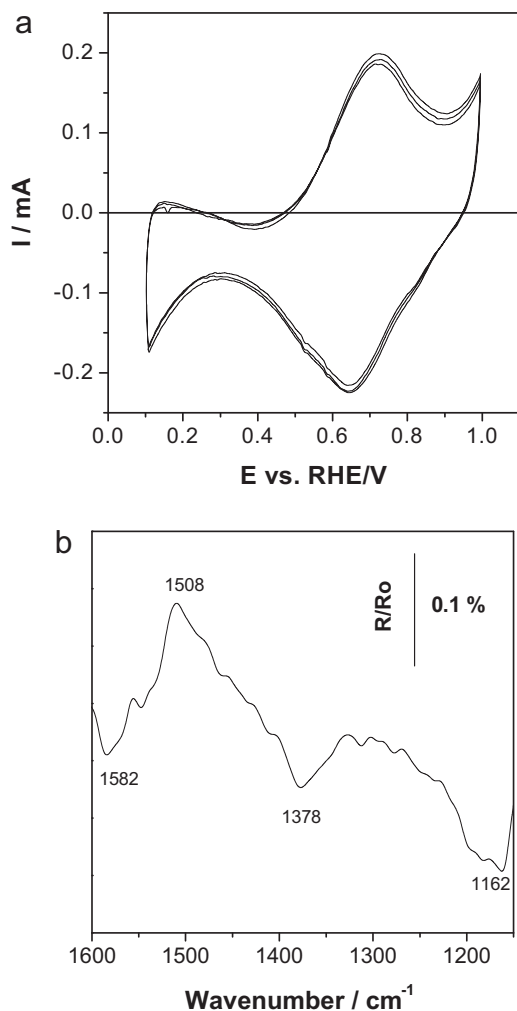 a
0.2
0.1
0.0
-0.1
-0.2
I / mA
0.0 0.2 0.4 0.6 0.8 1.0
E vs. RHE/V
b
1508
R/Ro
0.1 %
1582
1378
1162
1600 1500 1400 1300 1200
Wavenumber / cm⁻¹